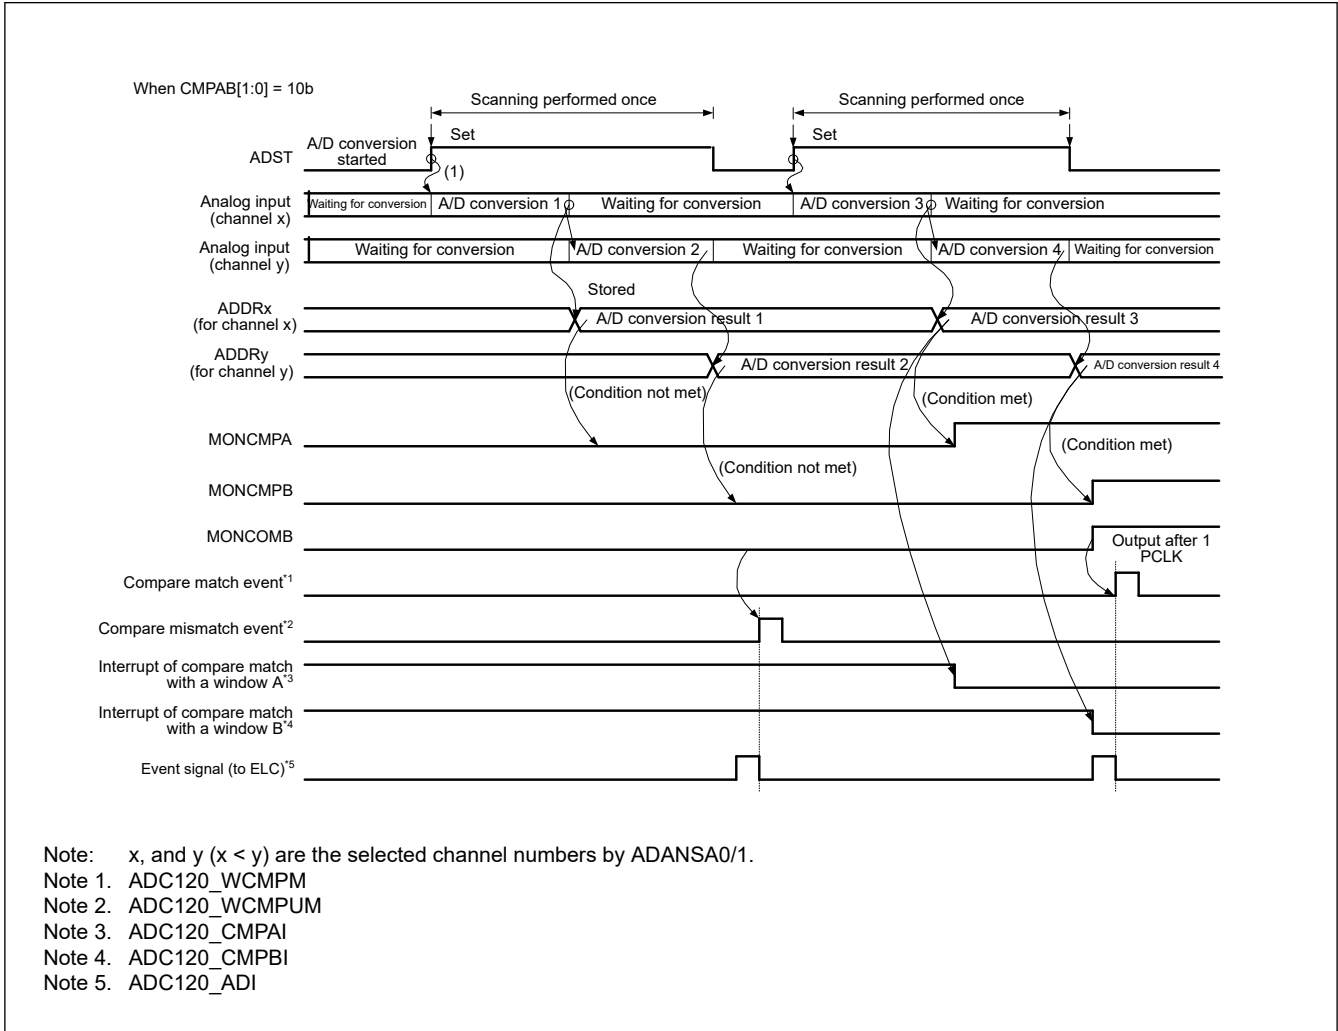 When CMPAB[1:0] = 10b
Scanning performed once
Scanning performed once
ADST
A/D conversion
started
Set
Set
(1)
Analog input
(channel x)
Waiting for conversion
A/D conversion 1
Waiting for conversion
A/D conversion 3
Waiting for conversion
Analog input
(channel y)
Waiting for conversion
A/D conversion 2
Waiting for conversion
A/D conversion 4
Waiting for conversion
Stored
ADDRx
(for channel x)
A/D conversion result 1
A/D conversion result 3
ADDRy
(for channel y)
A/D conversion result 2
A/D conversion result 4
(Condition not met)
(Condition met)
MONCMPA
(Condition met)
(Condition not met)
MONCMPB
MONCOMB
Output after 1
PCLK
Compare match event*1
Compare mismatch event*2
Interrupt of compare match
with a window A*3
Interrupt of compare match
with a window B*4
Event signal (to ELC)*5
Note: x, and y (x < y) are the selected channel numbers by ADANSA0/1.
Note 1. ADC120_WCMPM
Note 2. ADC120_WCMPUM
Note 3. ADC120_CMPAI
Note 4. ADC120_CMPBI
Note 5. ADC120_ADI